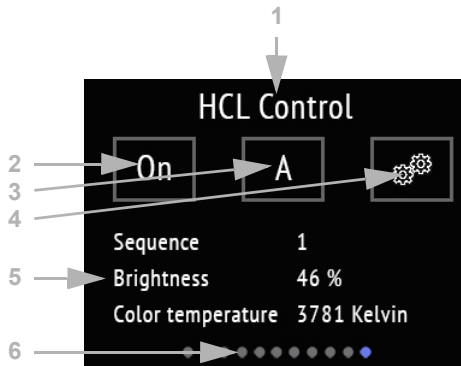 1
HCL Control
2
On
A
3
4
Sequence 1
5
Brightness 46 %
Color temperature 3781 Kelvin
6